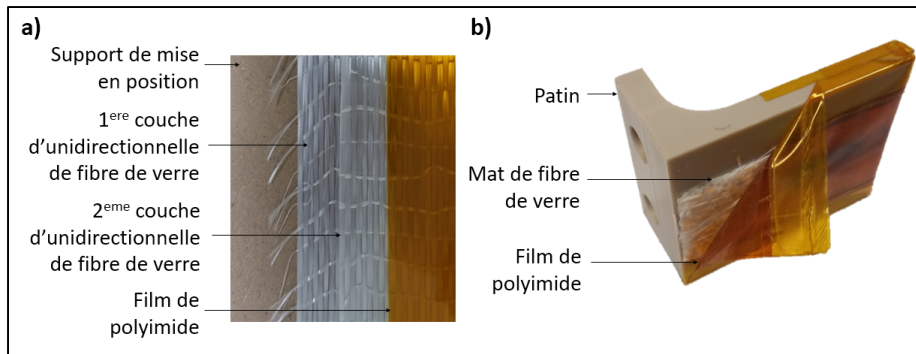 a)
Support de mise
en position
1ere couche
d'unidirectionnelle
de fibre de verre
2eme couche
d'unidirectionnelle
de fibre de verre
Film de
polyimide
b)
Patin
Mat de fibre
de verre
Film de
polyimide